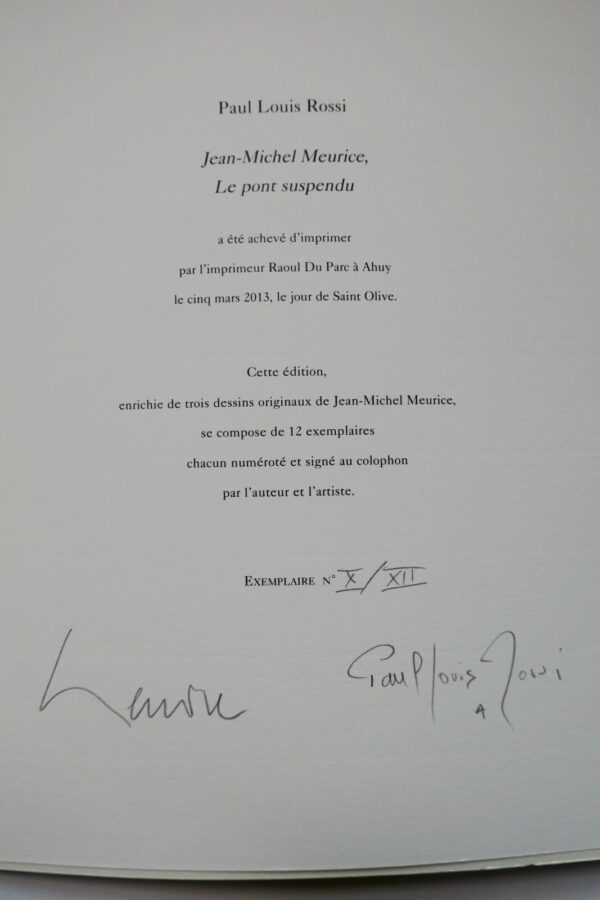 Paul Louis Rossi
Jean-Michel Meurice,
Le pont suspendu
a été achevé d'imprimer
par l'imprimeur Raoul Du Parc à Ahuy
le cinq mars 2013, le jour de Saint Olive.
Cette édition,
enrichie de trois dessins originaux de Jean-Michel Meurice,
se compose de 12 exemplaires
chacun numéroté et signé au colophon
par l'auteur et l'artiste.
EXEMPLAIRE N° X/XII
Paul Louis Rossi